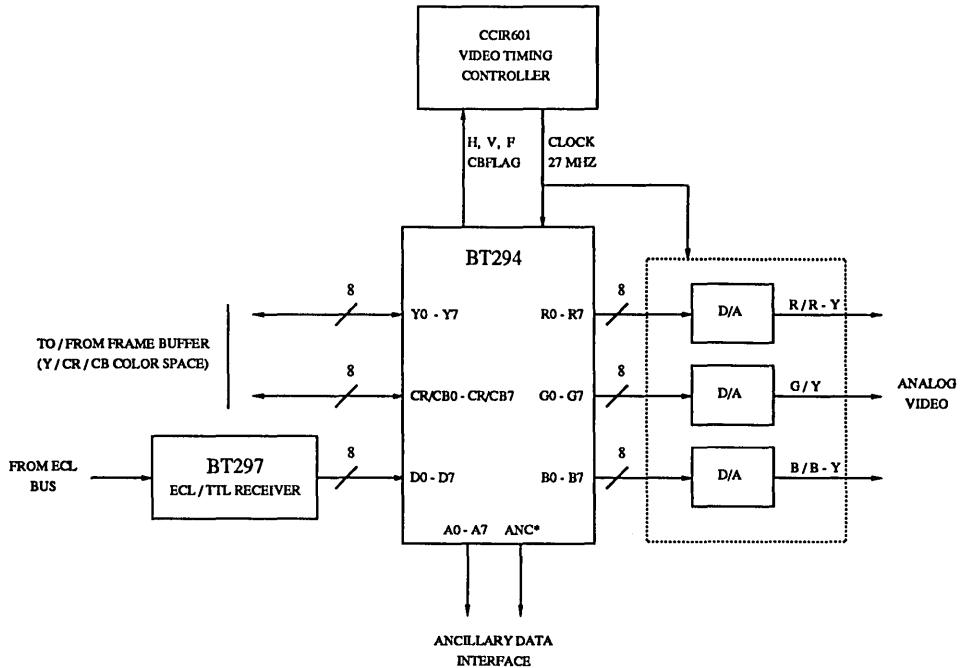 CCIR601
VIDEO TIMING
CONTROLLER
H, V, F
CBFLAG
CLOCK
27 MHZ
BT294
8
Y0 - Y7
R0 - R7
8
D/A
R / R - Y
TO / FROM FRAME BUFFER
(Y / CR / CB COLOR SPACE)
8
CR/CB0 - CR/CB7
G0 - G7
8
D/A
G / Y
ANALOG
VIDEO
FROM ECL
BUS
BT297
ECL / TTL RECEIVER
8
D0 - D7
B0 - B7
8
D/A
B / B - Y
A0 - A7
ANC*
ANCILLARY DATA
INTERFACE